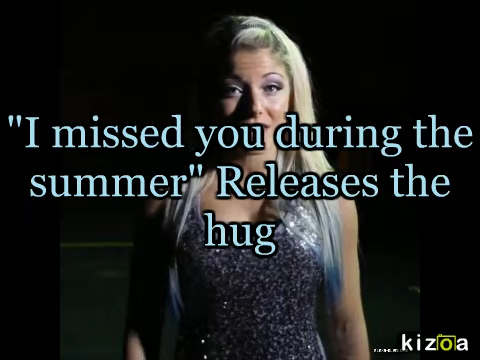 "I missed you during the
summer" Releases the
hug
kizoa